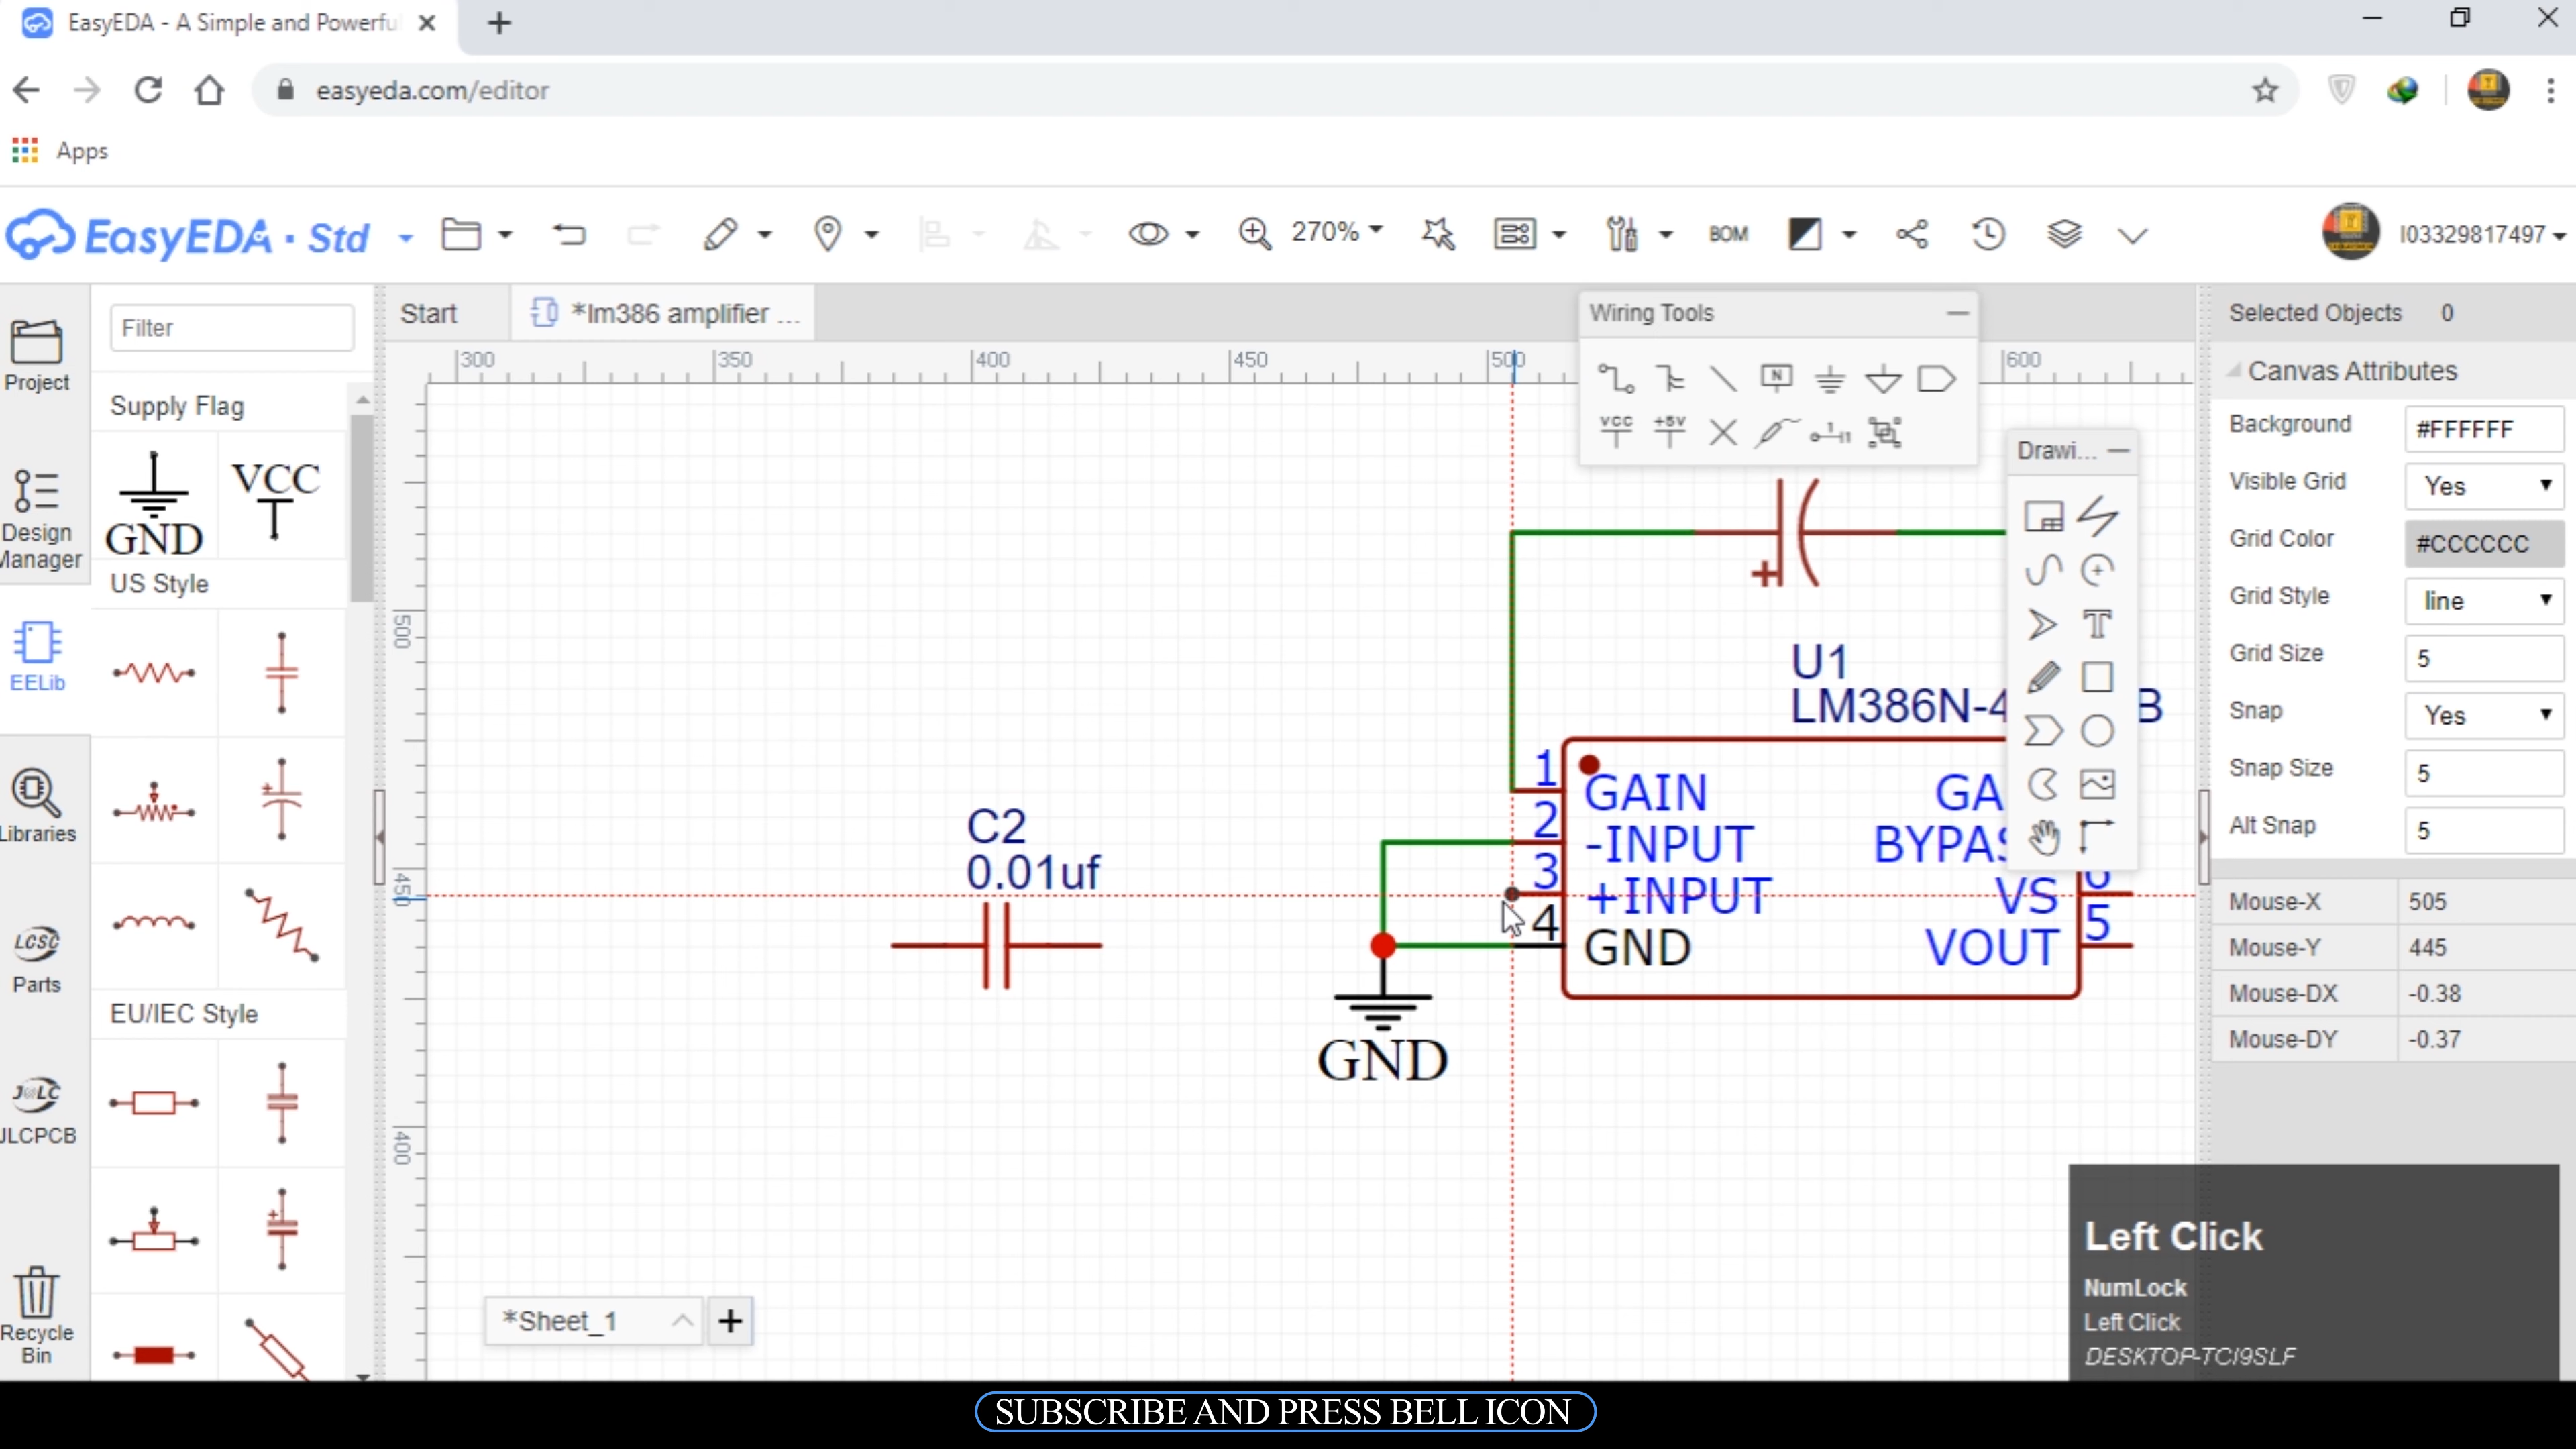 EasyEDA - A Simple and Powerfu
easyeda.com/editor
Apps
EasyEDA · Std
270%
BOM
I03329817497
Project
Design
Manager
EELib
Libraries
LCSC
Parts
J@LC
JLCPCB
Recycle
Bin
Filter
Supply Flag
GND
VCC
US Style
EU/IEC Style
Start
*lm386 amplifier ...
300
350
400
450
500
600
500
450
400
Wiring Tools
N
VCC
+5V
Drawi...
C2
0.01uf
U1
LM386N-4
B
1
GAIN
2
-INPUT
3
+INPUT
4
GND
GA
BYPAS
VS
5
VOUT
GND
*Sheet_1
Selected Objects 0
Canvas Attributes
Background #FFFFFF
Visible Grid Yes
Grid Color #CCCCCC
Grid Style line
Grid Size 5
Snap Yes
Snap Size 5
Alt Snap 5
Mouse-X 505
Mouse-Y 445
Mouse-DX -0.38
Mouse-DY -0.37
Left Click
NumLock
Left Click
DESKTOP-TCI9SLF
SUBSCRIBE AND PRESS BELL ICON